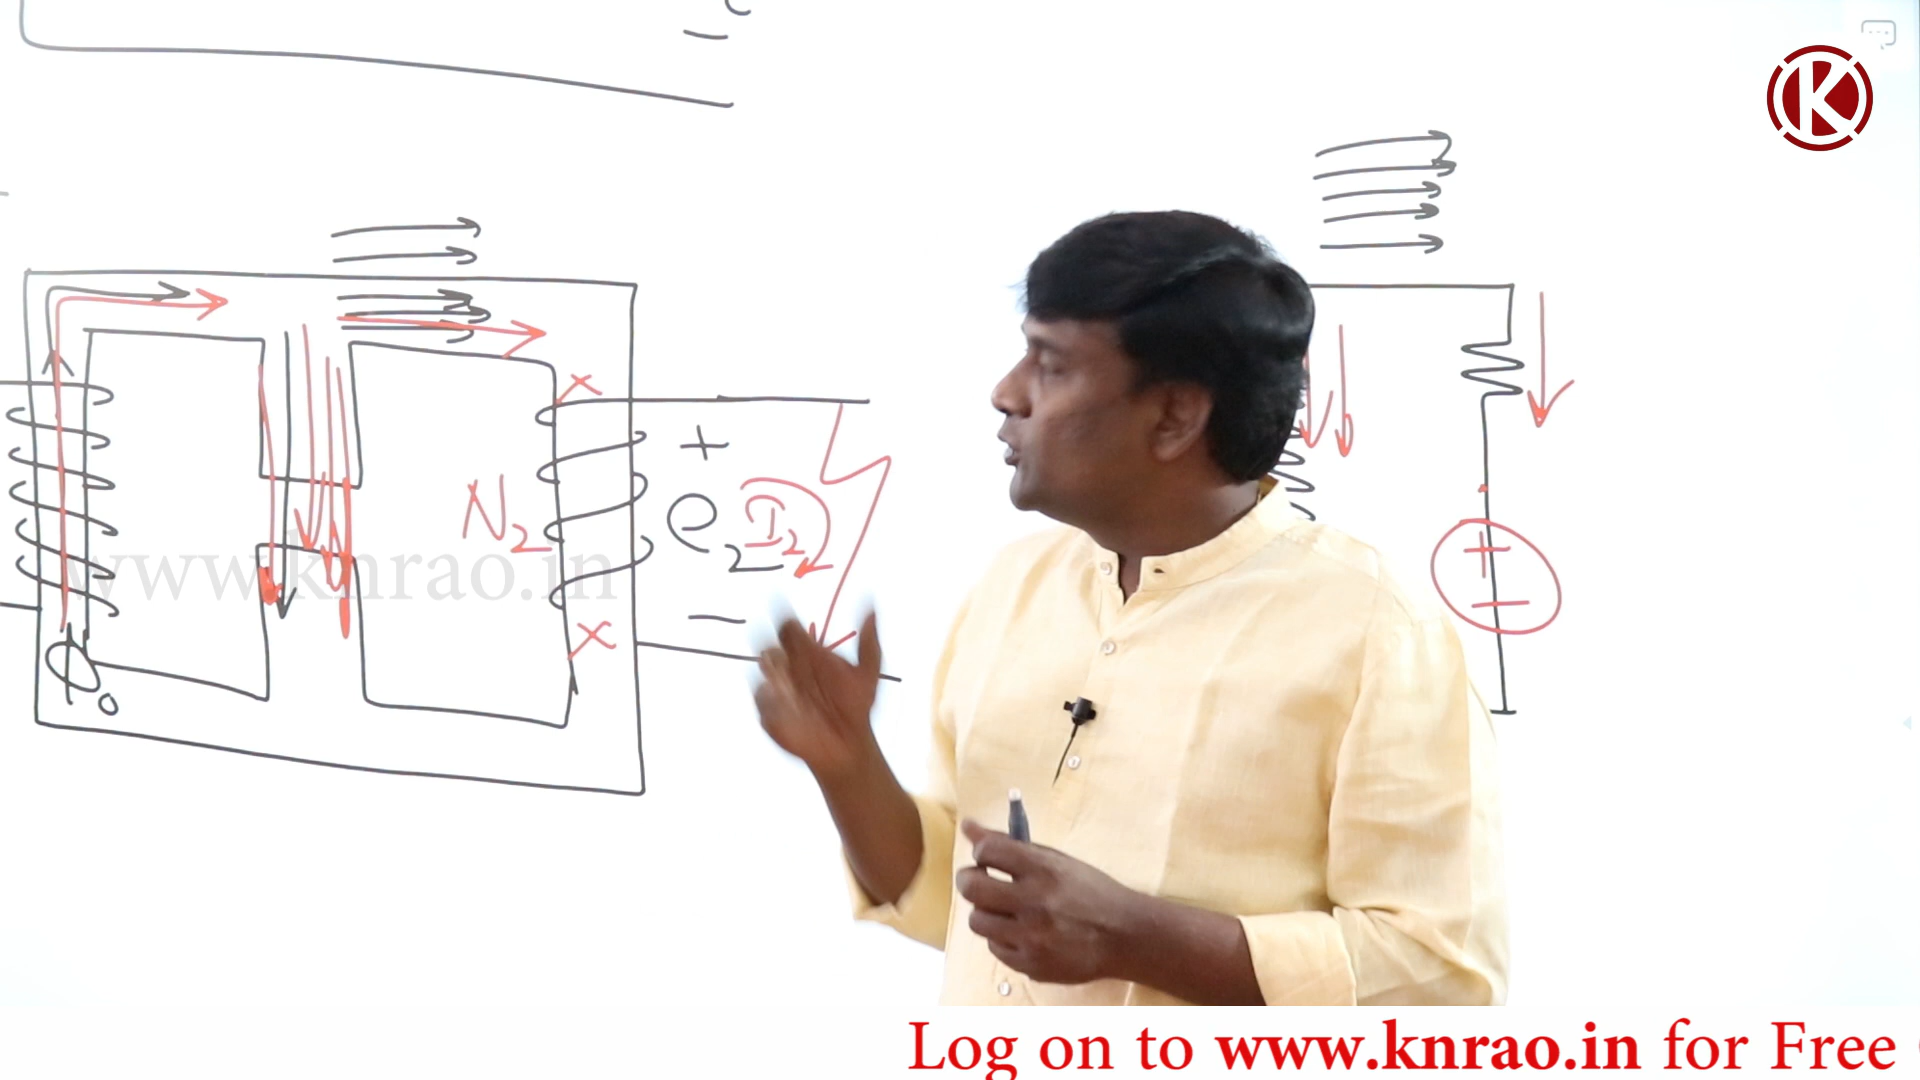 K
+
N₂
e₂
I₂
+
www.knrao.in
−
−
Φ₀
Log on to www.knrao.in for Free